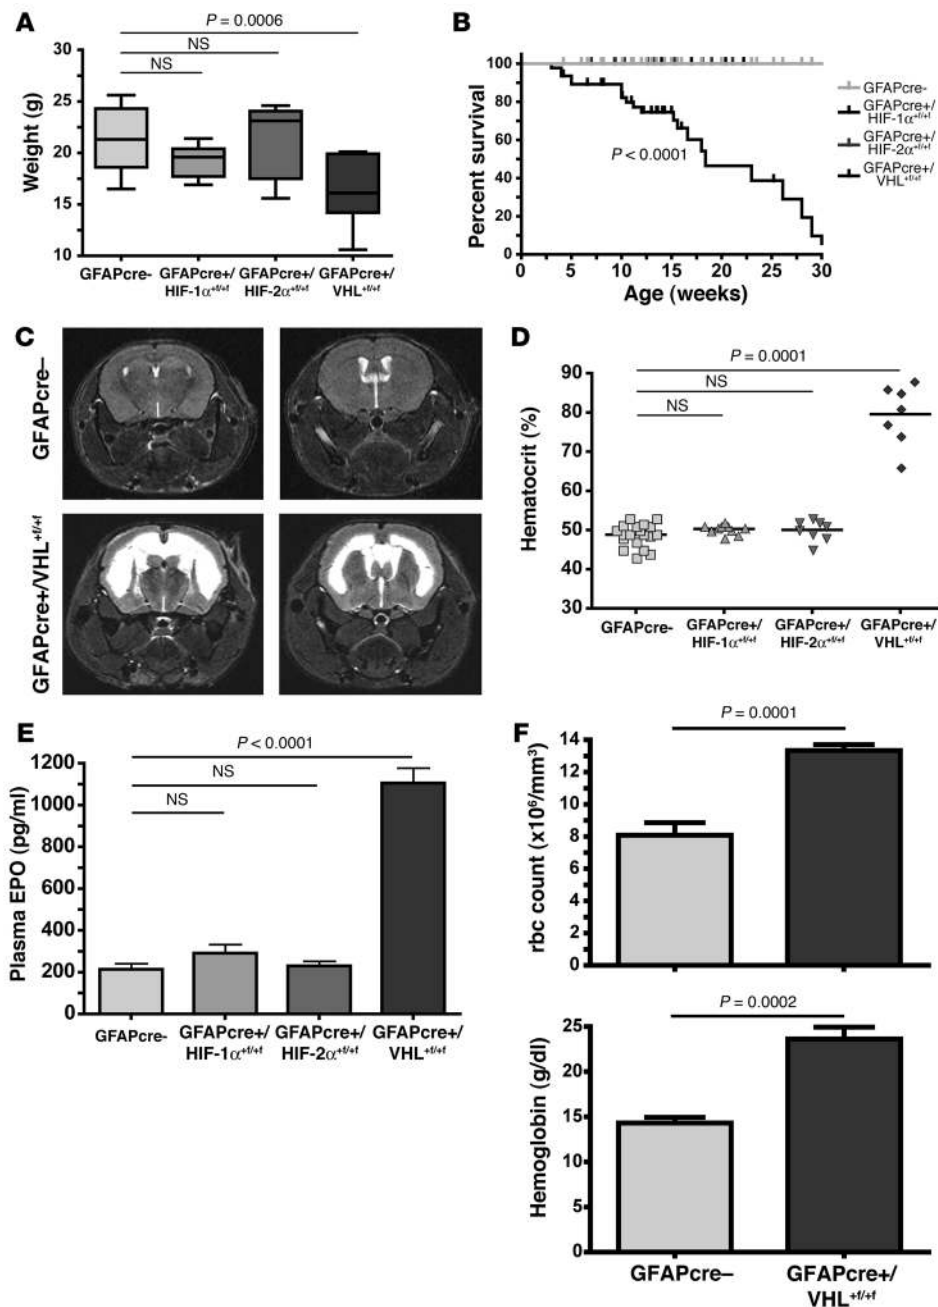 A
P = 0.0006
NS
NS
Weight (g)
30
25
20
15
10
GFAPcre-
GFAPcre+/
HIF-1α+f/+f
GFAPcre+/
HIF-2α+f/+f
GFAPcre+/
VHL+f/+f
B
Percent survival
100
80
60
40
20
0
P < 0.0001
0
5
10
15
20
25
30
Age (weeks)
GFAPcre-
GFAPcre+/
HIF-1α+f/+f
GFAPcre+/
HIF-2α+f/+f
GFAPcre+/
VHL+f/+f
C
GFAPcre–
GFAPcre+/VHL+f/+f
D
P = 0.0001
NS
NS
Hematocrit (%)
90
80
70
60
50
40
30
GFAPcre-
GFAPcre+/
HIF-1α+f/+f
GFAPcre+/
HIF-2α+f/+f
GFAPcre+/
VHL+f/+f
E
P < 0.0001
NS
NS
Plasma EPO (pg/ml)
1200
1000
800
600
400
200
0
GFAPcre-
GFAPcre+/
HIF-1α+f/+f
GFAPcre+/
HIF-2α+f/+f
GFAPcre+/
VHL+f/+f
F
P = 0.0001
rbc count (x10⁶/mm³)
14
12
10
8
6
4
2
0
P = 0.0002
Hemoglobin (g/dl)
25
20
15
10
5
0
GFAPcre–
GFAPcre+/
VHL+f/+f